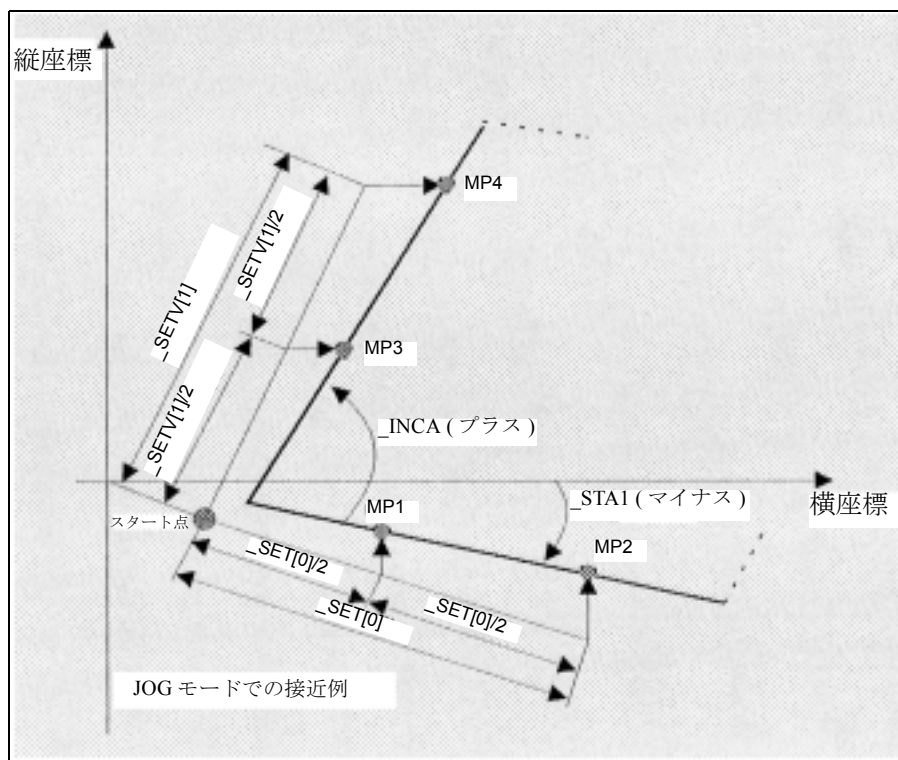 縦座標
MP4
_SETV[1]/2
_SETV[1]
MP3
_SETV[1]/2
_INCA ( プラス )
_STA1 ( マイナス )
横座標
MP1
スタート点
MP2
_SET[0]/2
_SET[0]/2
_SET[0]
JOG モードでの接近例